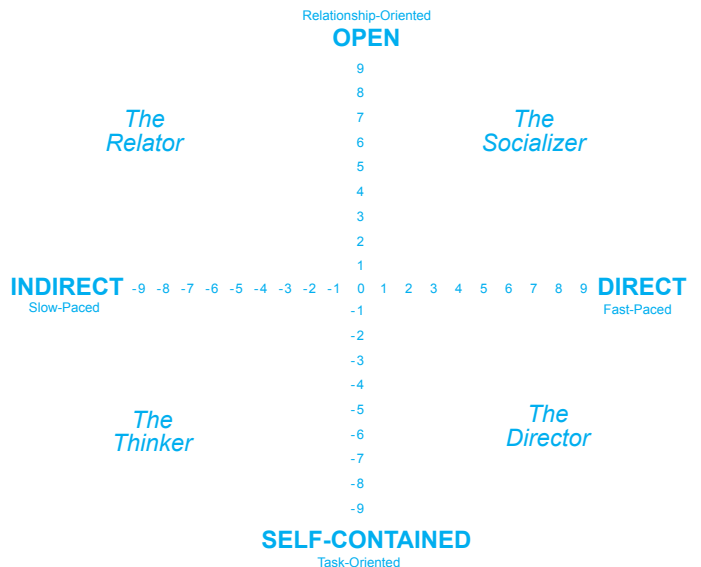 Relationship-Oriented
OPEN
9
8
The
Relator
7
The
Socializer
6
5
4
3
2
1
INDIRECT -9 -8 -7 -6 -5 -4 -3 -2 -1 0 1 2 3 4 5 6 7 8 9 DIRECT
Slow-Paced
Fast-Paced
-1
-2
-3
-4
-5
The
Thinker
The
Director
-6
-7
-8
-9
SELF-CONTAINED
Task-Oriented